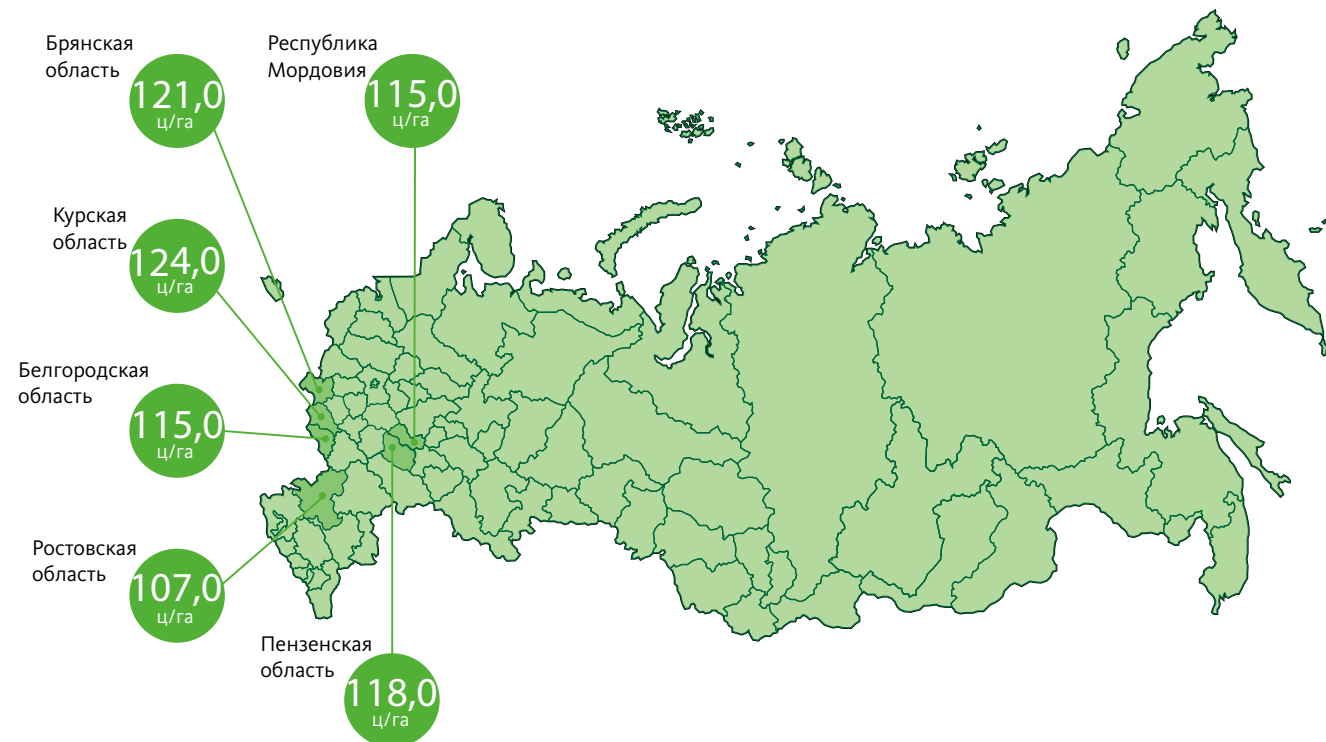 Брянская
область
121,0
ц/га
Республика
Мордовия
115,0
ц/га
Курская
область
124,0
ц/га
Белгородская
область
115,0
ц/га
Ростовская
область
107,0
ц/га
Пензенская
область
118,0
ц/га